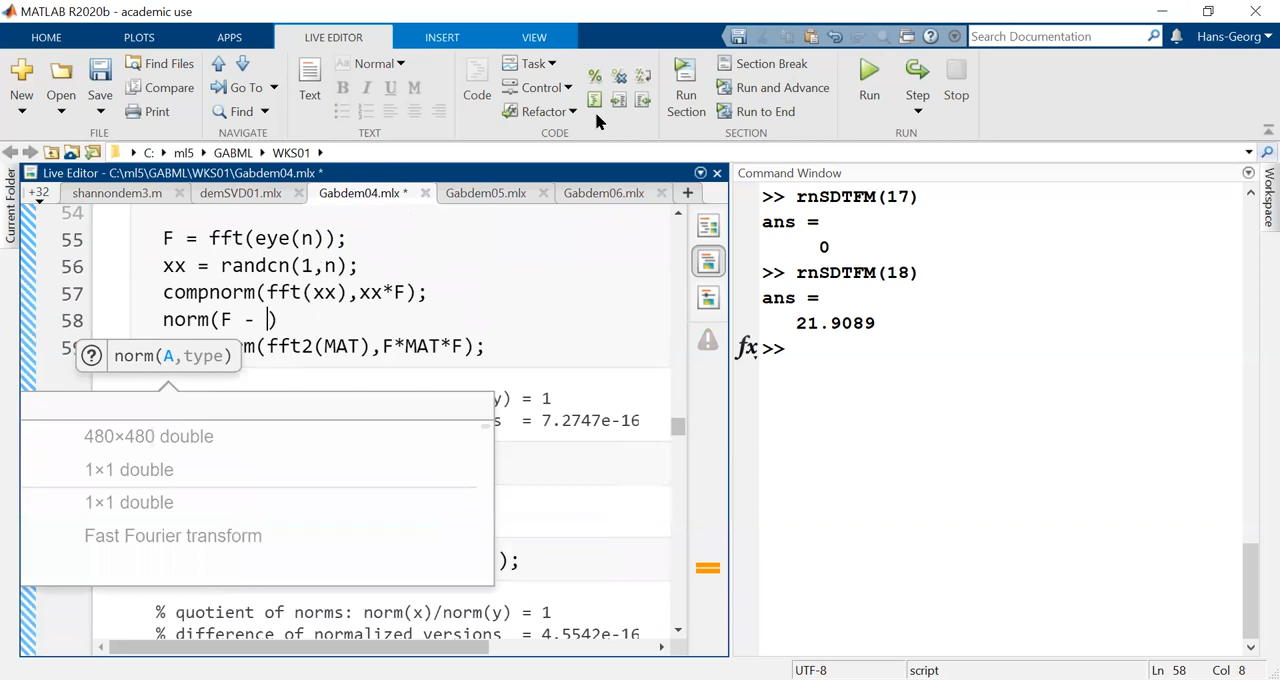 MATLAB R2020b - academic use
HOME PLOTS APPS LIVE EDITOR INSERT VIEW Search Documentation Hans-Georg
New Open Save Find Files Compare Print
FILE
Go To Find
NAVIGATE
Text Aa Normal
B I U M
TEXT
Code Task Control Refactor
CODE
Run Section Section Break Run and Advance Run to End
SECTION
Run Step Stop
RUN
C: ml5 GABML WKS01
Current Folder
Live Editor - C:\ml5\GABML\WKS01\Gabdem04.mlx *
+32 shannondem3.m demSVD01.mlx Gabdem04.mlx * Gabdem05.mlx Gabdem06.mlx +
54
55 F = fft(eye(n));
56 xx = randcn(1,n);
57 compnorm(fft(xx),xx*F);
58 norm(F - )
m(fft2(MAT),F*MAT*F);
norm(A,type)
y) = 1
s = 7.2747e-16
480×480 double
1×1 double
1×1 double
Fast Fourier transform
);
% quotient of norms: norm(x)/norm(y) = 1
% difference of normalized versions = 4.5542e-16
Command Window
>> rnSDTFM(17)
ans =
0
>> rnSDTFM(18)
ans =
21.9089
fx >>
Workspace
UTF-8 script Ln 58 Col 8